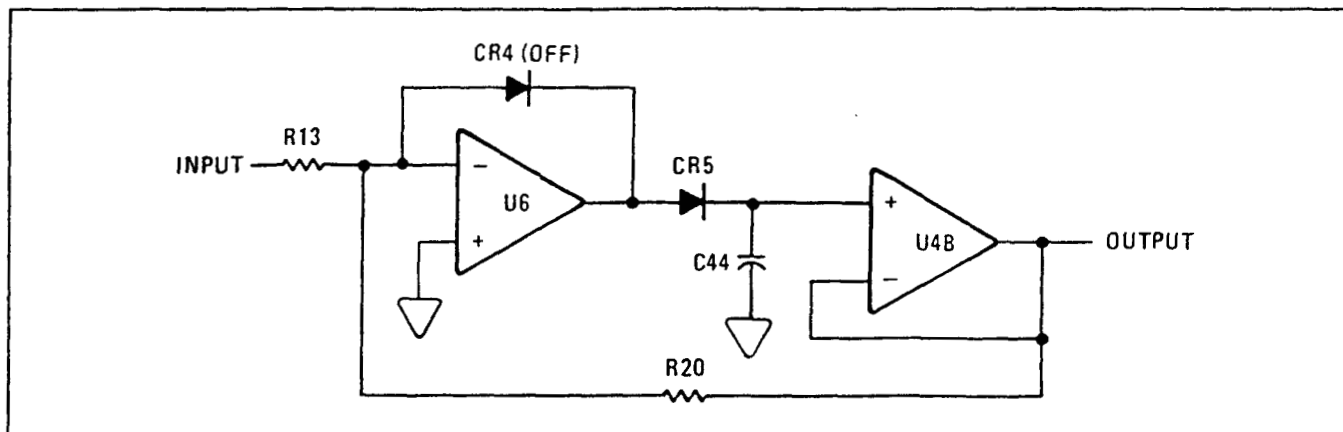 CR4 (OFF)
R13
INPUT
−
U6
+
CR5
C44
+
U4B
−
OUTPUT
R20